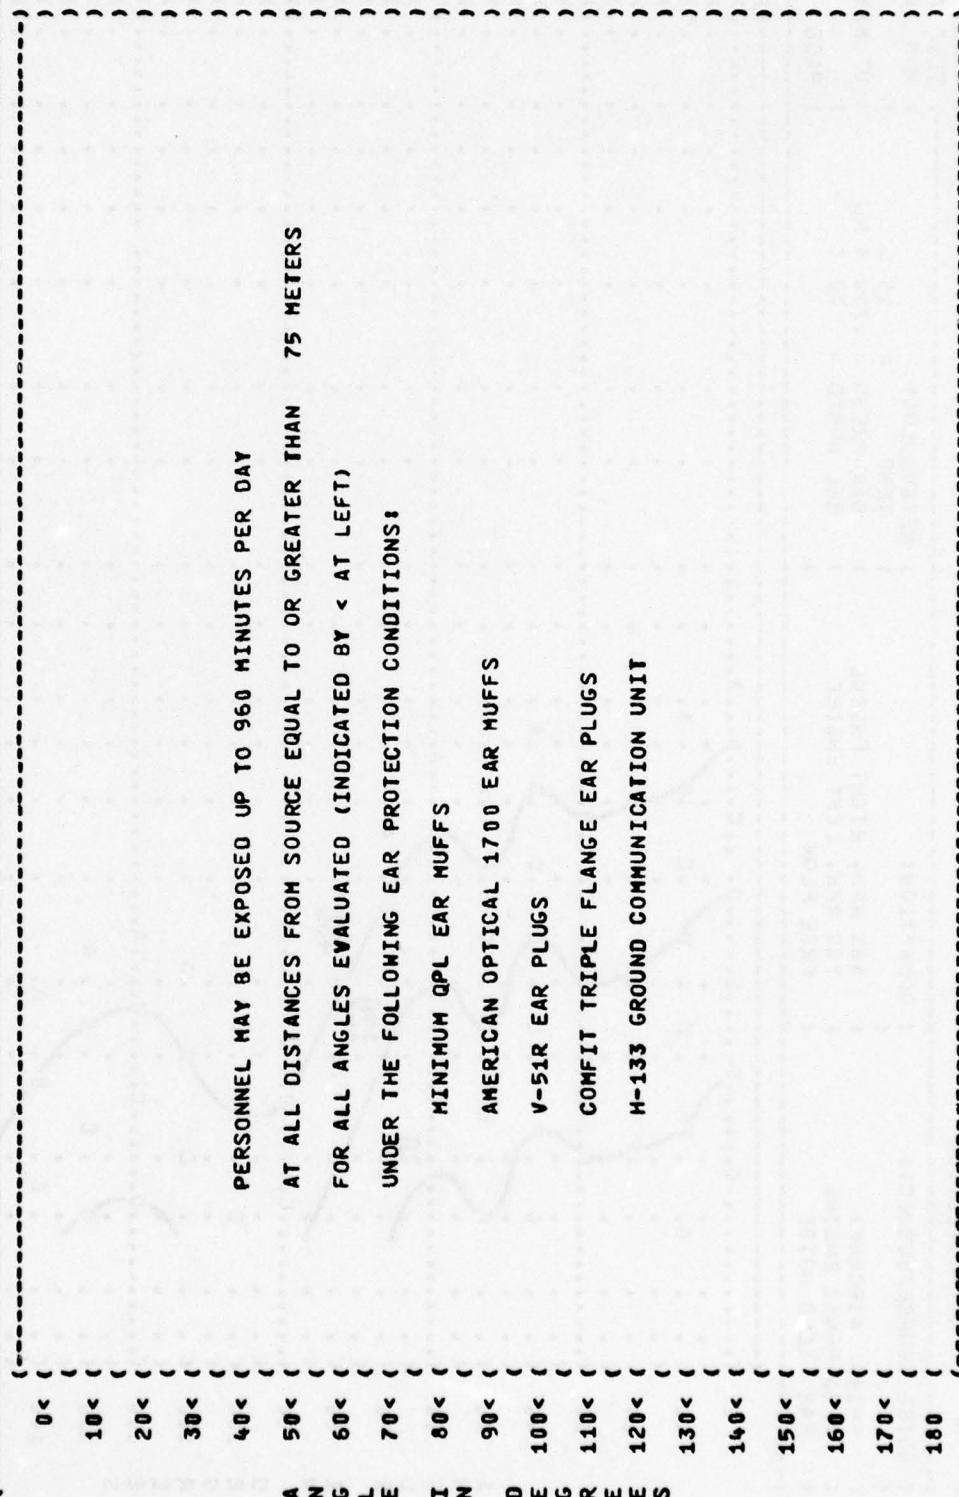 0<
10<
20<
30<
PERSONNEL MAY BE EXPOSED UP TO 960 MINUTES PER DAY
40<
AT ALL DISTANCES FROM SOURCE EQUAL TO OR GREATER THAN 75 METERS
50<
FOR ALL ANGLES EVALUATED (INDICATED BY < AT LEFT)
60<
UNDER THE FOLLOWING EAR PROTECTION CONDITIONS:
70<
MINIMUM QPL EAR MUFFS
80<
AMERICAN OPTICAL 1700 EAR MUFFS
90<
V-51R EAR PLUGS
100<
COMFIT TRIPLE FLANGE EAR PLUGS
110<
H-133 GROUND COMMUNICATION UNIT
120<
130<
140<
150<
160<
170<
180